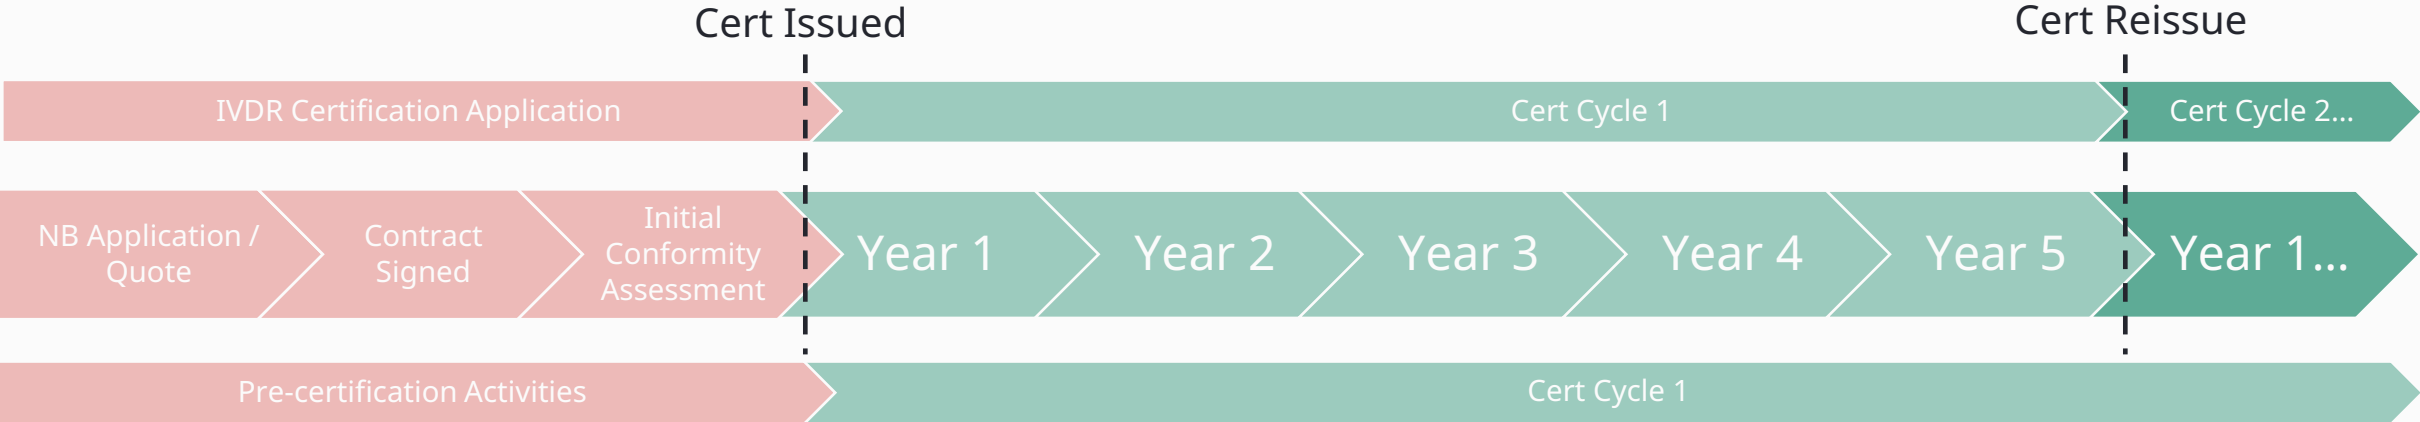 Cert Issued
Cert Reissue
IVDR Certification Application
Cert Cycle 1
Cert Cycle 2...
NB Application /
Quote
Contract
Signed
Initial
Conformity
Assessment
Year 1
Year 2
Year 3
Year 4
Year 5
Year 1...
Pre-certification Activities
Cert Cycle 1